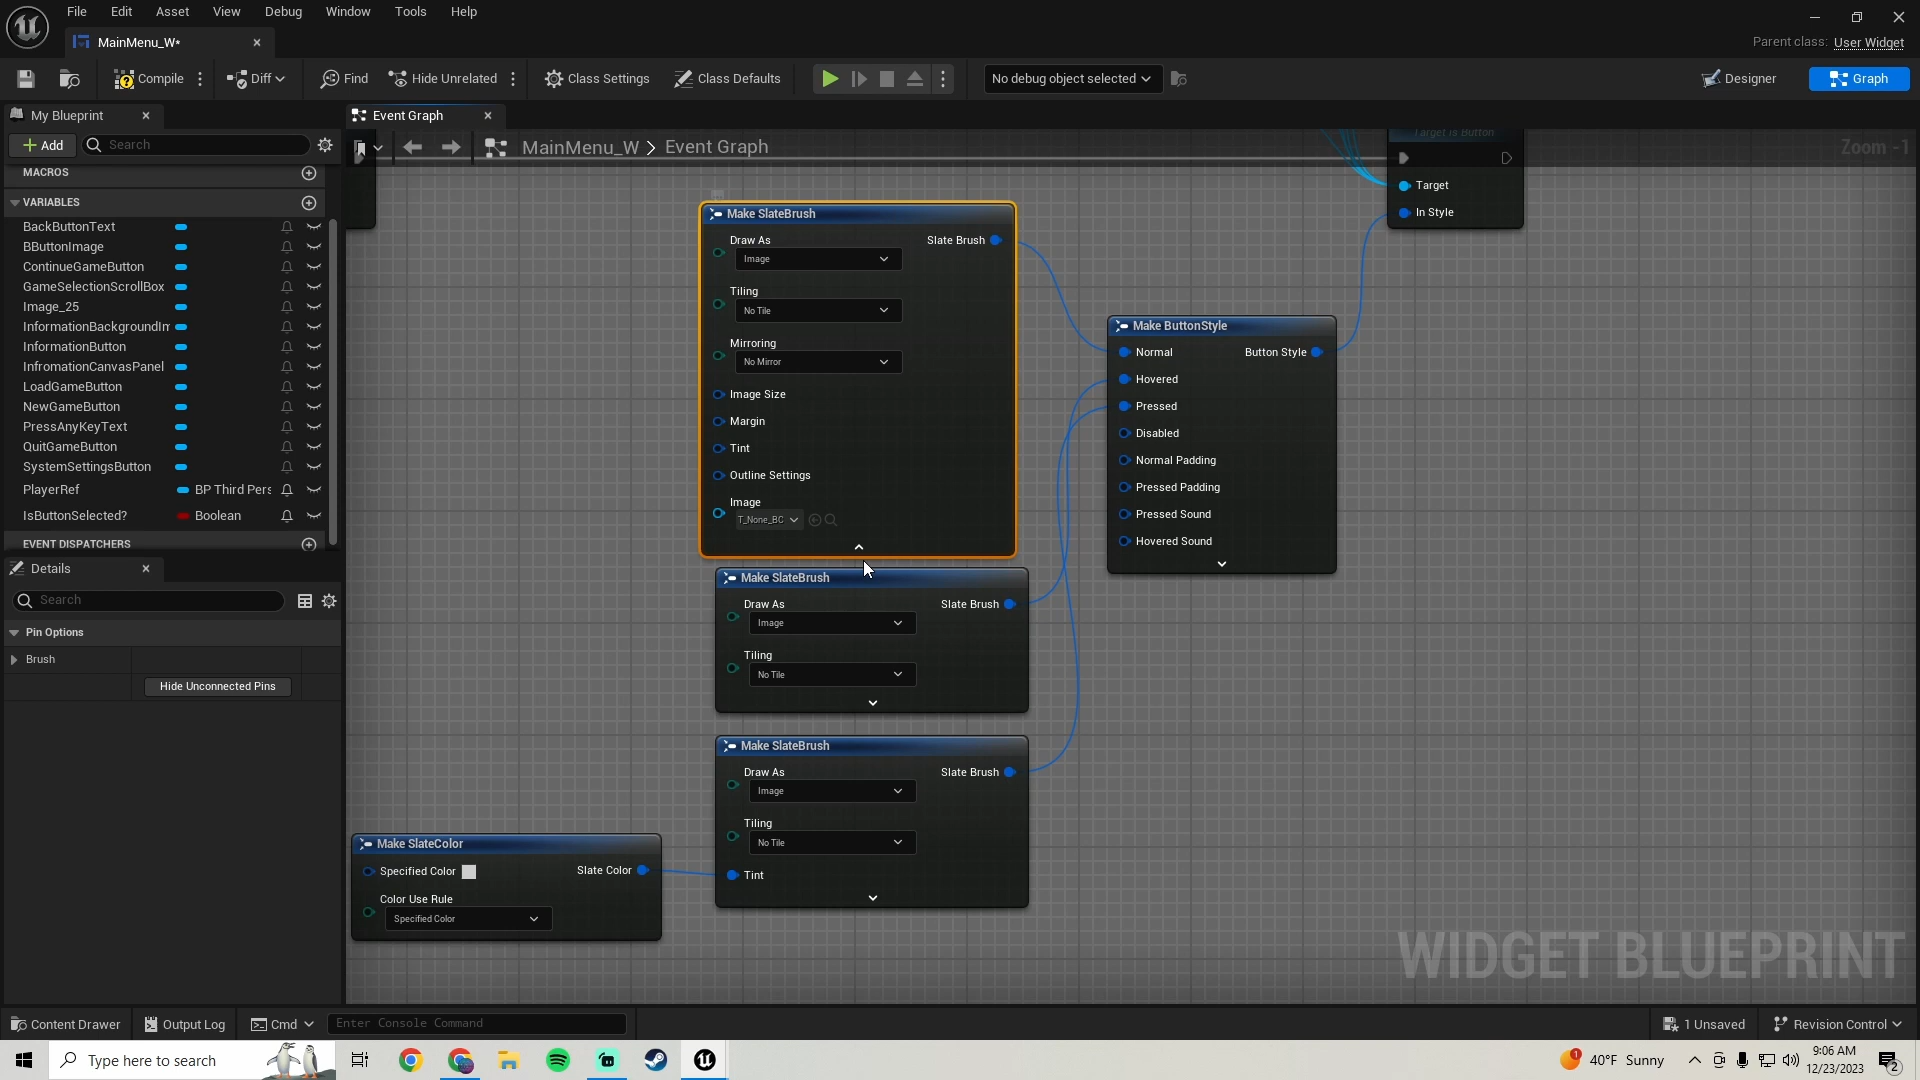 File Edit Asset View Debug Window Tools Help
MainMenu_W*
Parent class: User Widget
Compile Diff Find Hide Unrelated Class Settings Class Defaults No debug object selected Designer Graph
My Blueprint
Event Graph
Add Search
MainMenu_W > Event Graph
Zoom -1
MACROS
VARIABLES
BackButtonText
BButtonImage
ContinueGameButton
GameSelectionScrollBox
Image_25
InformationBackgroundIm
InformationButton
InfromationCanvasPanel
LoadGameButton
NewGameButton
PressAnyKeyText
QuitGameButton
SystemSettingsButton
PlayerRef BP Third Pers
IsButtonSelected? Boolean
EVENT DISPATCHERS
Details
Search
Pin Options
Brush
Hide Unconnected Pins
Target is Button
Target
In Style
Make SlateBrush
Draw As Slate Brush
Image
Tiling
No Tile
Mirroring
No Mirror
Image Size
Margin
Tint
Outline Settings
Image
T_None_BC
Make ButtonStyle
Normal Button Style
Hovered
Pressed
Disabled
Normal Padding
Pressed Padding
Pressed Sound
Hovered Sound
Make SlateBrush
Draw As Slate Brush
Image
Tiling
No Tile
Make SlateBrush
Draw As Slate Brush
Image
Tiling
No Tile
Tint
Make SlateColor
Specified Color Slate Color
Color Use Rule
Specified Color
WIDGET BLUEPRINT
Content Drawer Output Log Cmd Enter Console Command 1 Unsaved Revision Control
Type here to search
1 40°F Sunny
9:06 AM
12/23/2023
2